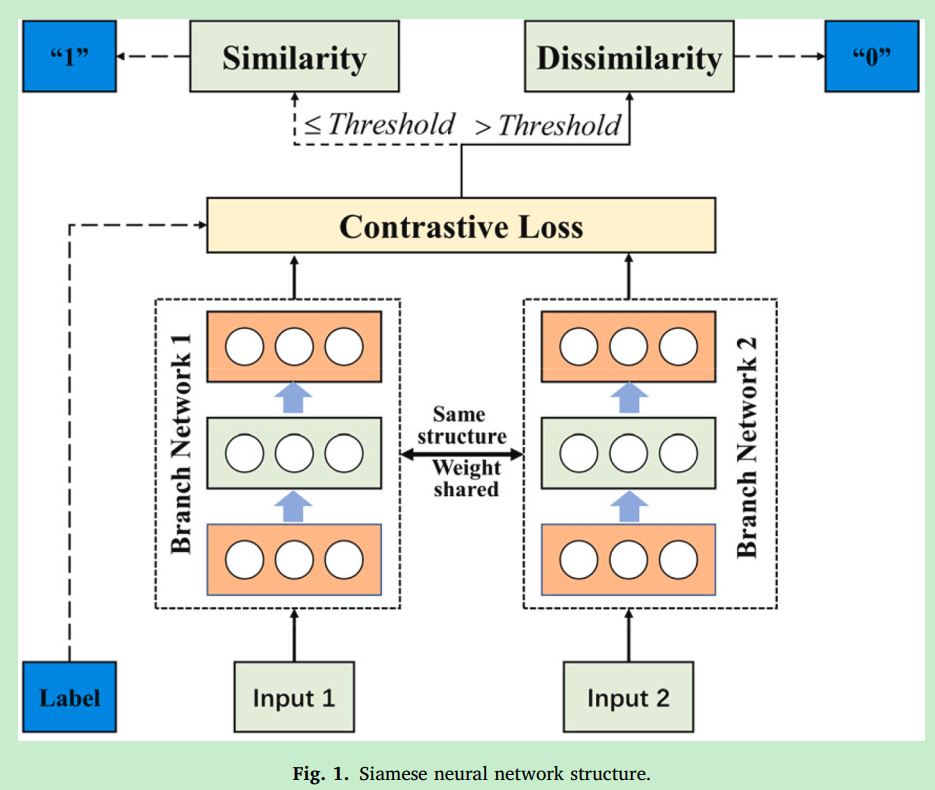 “1”
Similarity
Dissimilarity
“0”
≤ Threshold
> Threshold
Contrastive Loss
Branch Network 1
Same
structure
Weight
shared
Branch Network 2
Label
Input 1
Input 2
Fig. 1. Siamese neural network structure.